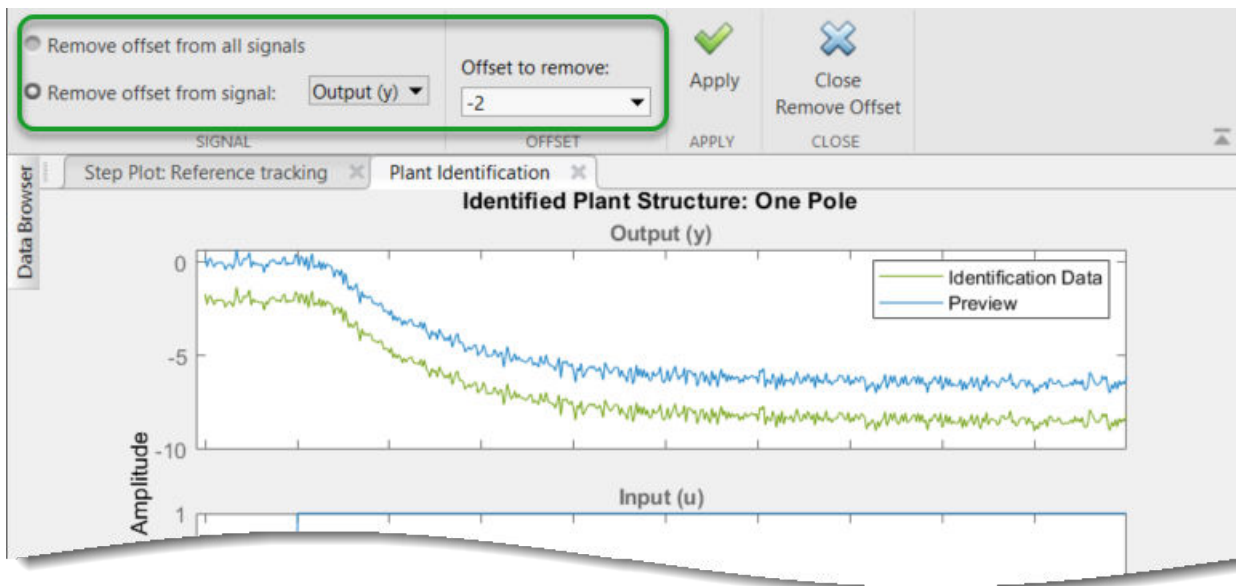 Remove offset from all signals
Remove offset from signal: Output (y)
Offset to remove:
-2
Apply
Close
Remove Offset
SIGNAL
OFFSET
APPLY
CLOSE
Data Browser
Step Plot: Reference tracking
Plant Identification
Identified Plant Structure: One Pole
Output (y)
0
-5
-10
Identification Data
Preview
Amplitude
Input (u)
1